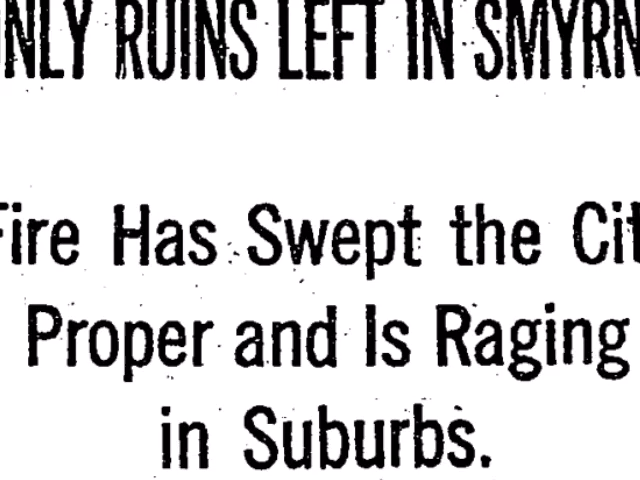 NLY RUINS LEFT IN SMYRN
Fire Has Swept the Cit
Proper and Is Raging
in Suburbs.